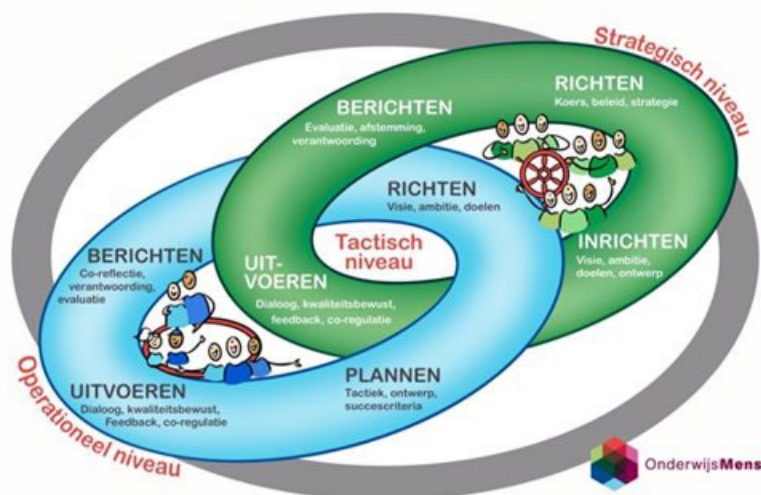 Strategisch niveau
RICHTEN
Koers, beleid, strategie
BERICHTEN
Evaluatie, afstemming,
verantwoording
RICHTEN
Visie, ambitie, doelen
INRICHTEN
Visie, ambitie,
doelen, ontwerp
Tactisch
niveau
UIT-
VOEREN
Dialoog, kwaliteitsbewust,
feedback, co-regulatie
BERICHTEN
Co-reflectie,
verantwoording,
evaluatie
PLANNEN
Tactiek, ontwerp,
succescriteria
UITVOEREN
Dialoog, kwaliteitsbewust,
Feedback, co-regulatie
Operationeel niveau
OnderwijsMens